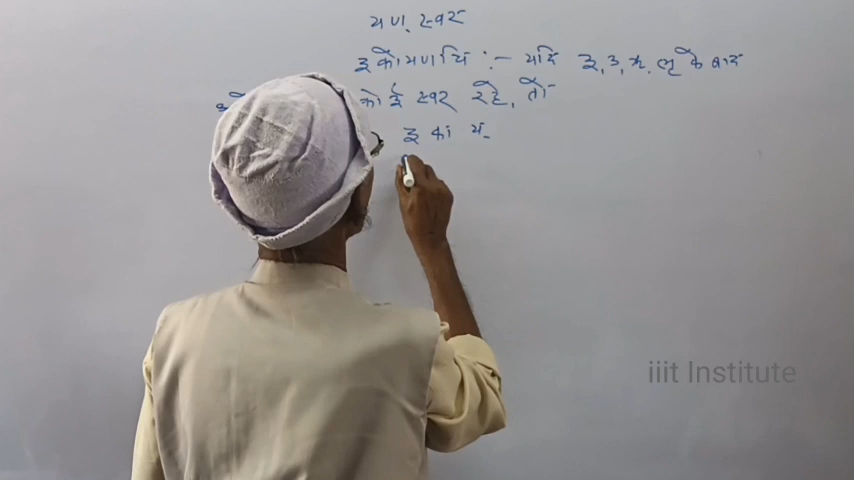 यण् स्वर
इकोयणचि :- यदि इ, उ, ऋ, लृ के बाद
कोई स्वर रहे, तो-
इ का य्
iiit Institute